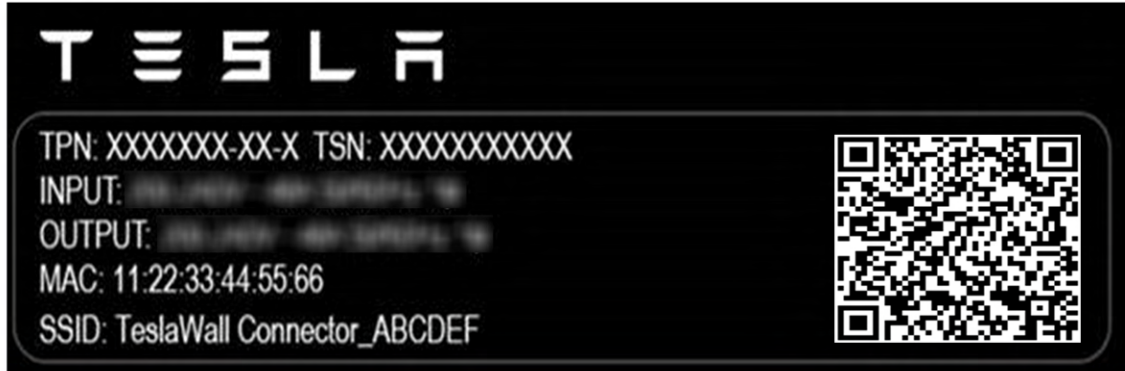 TESLA
TPN: XXXXXXX-XX-X TSN: XXXXXXXXXXX
INPUT:
OUTPUT:
MAC: 11:22:33:44:55:66
SSID: TeslaWall Connector_ABCDEF